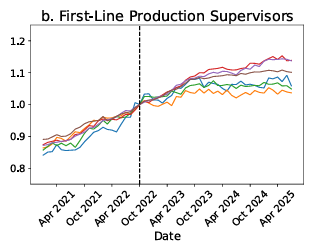 b. First-Line Production Supervisors
1.2
1.1
1.0
0.9
0.8
Apr 2021
Oct 2021
Apr 2022
Oct 2022
Apr 2023
Oct 2023
Apr 2024
Oct 2024
Apr 2025
Date